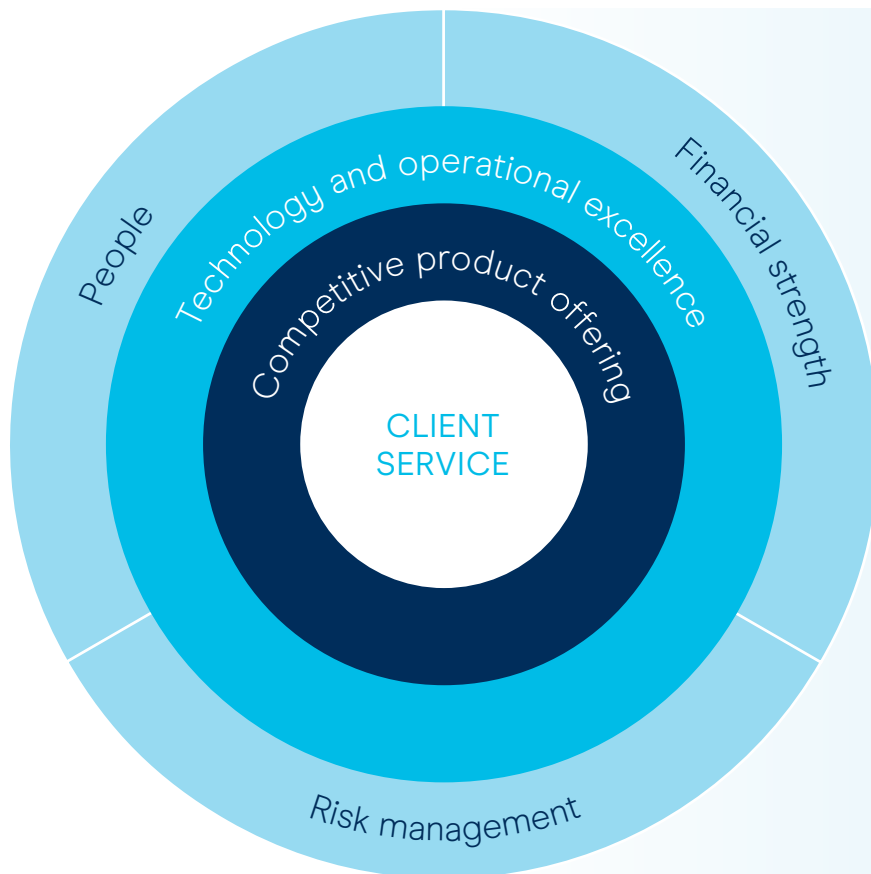 People
Financial strength
Technology and operational excellence
Competitive product offering
CLIENT
SERVICE
Risk management